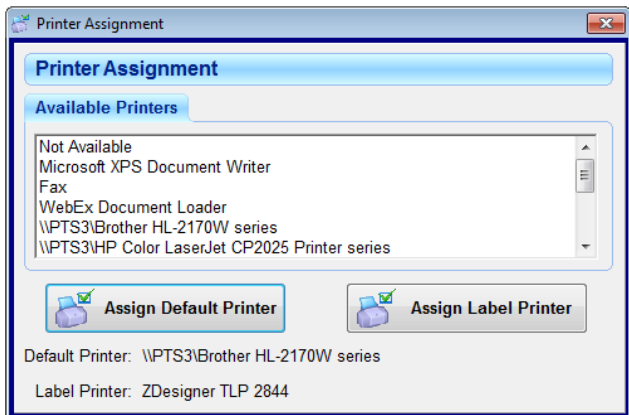 Printer Assignment
Printer Assignment
Available Printers
Not Available
Microsoft XPS Document Writer
Fax
WebEx Document Loader
\\PTS3\Brother HL-2170W series
\\PTS3\HP Color LaserJet CP2025 Printer series
Assign Default Printer
Assign Label Printer
Default Printer: \\PTS3\Brother HL-2170W series
Label Printer: ZDesigner TLP 2844